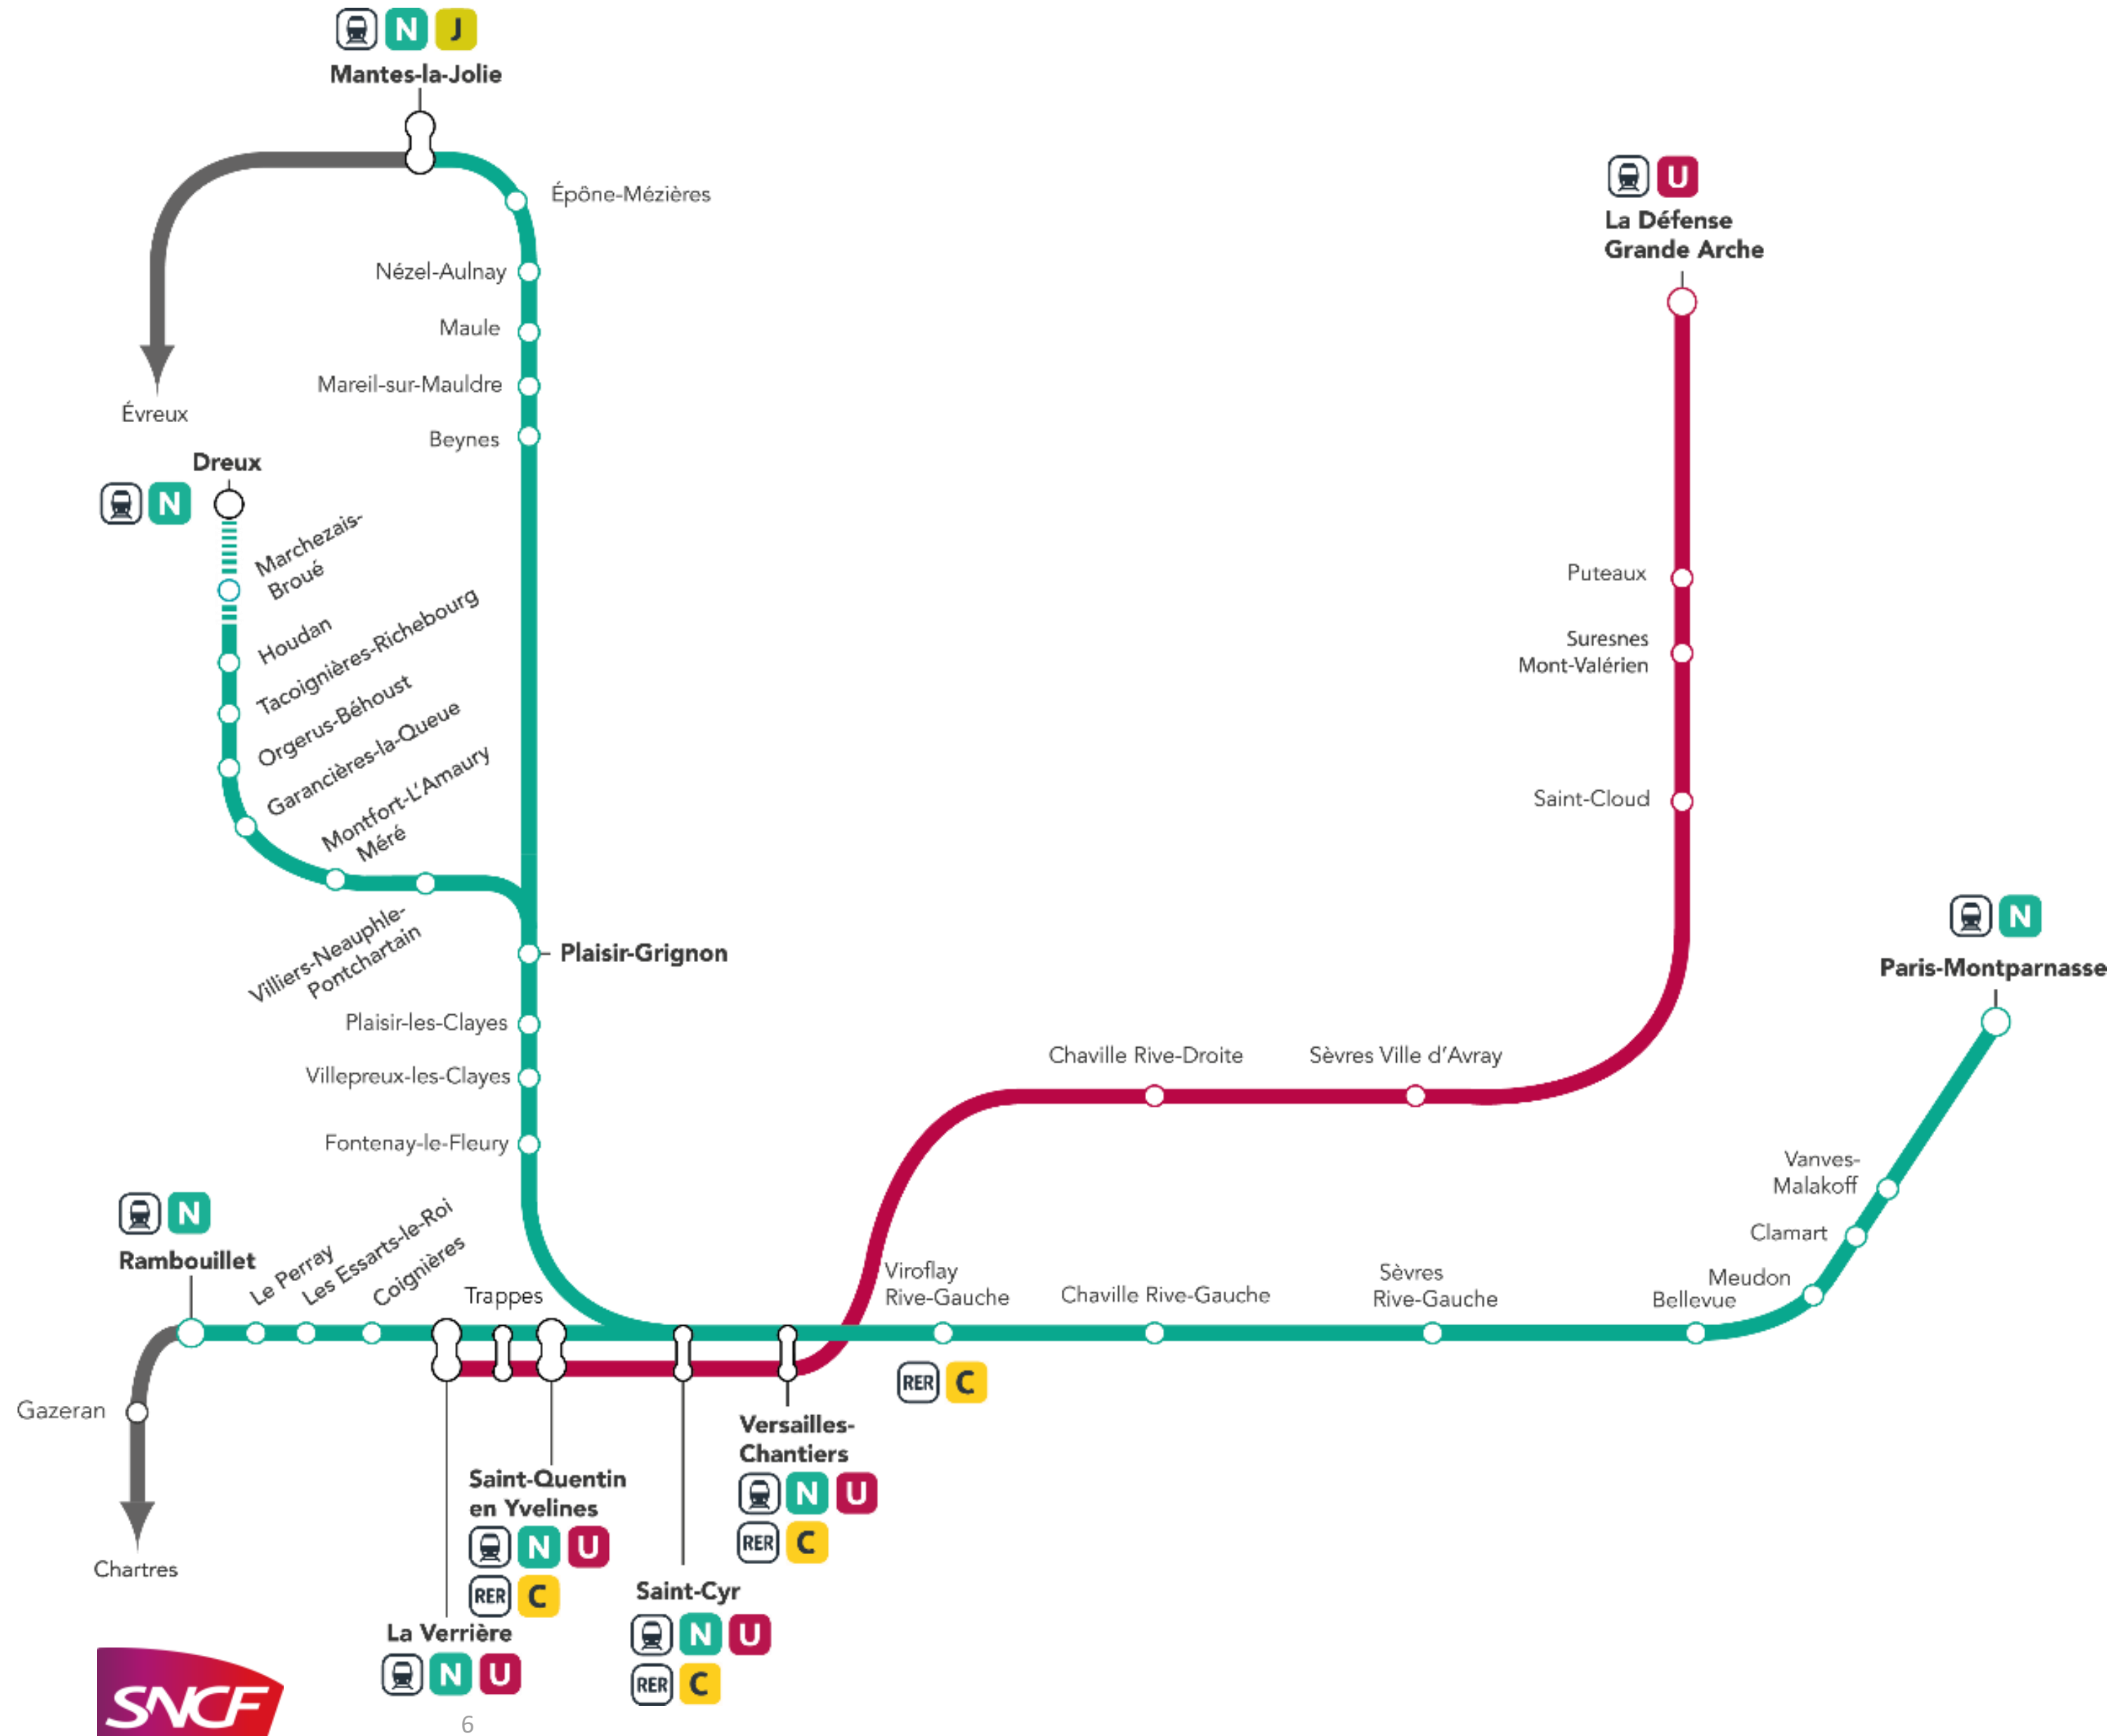 N J
Mantes-la-Jolie
Épône-Mézières
Nézel-Aulnay
Maule
Mareil-sur-Mauldre
Beynes
Évreux
Dreux
N
Marchezais-
Broué
Houdan
Tacoignières-Richebourg
Orgerus-Béhoust
Garancières-la-Queue
Montfort-L'Amaury
Méré
Villiers-Neauphle-
Pontchartain
Plaisir-Grignon
Plaisir-les-Clayes
Villepreux-les-Clayes
Fontenay-le-Fleury
U
La Défense
Grande Arche
Puteaux
Suresnes
Mont-Valérien
Saint-Cloud
Sèvres Ville d'Avray
Chaville Rive-Droite
N
Paris-Montparnasse
Vanves-
Malakoff
Clamart
Meudon
Bellevue
Sèvres
Rive-Gauche
Chaville Rive-Gauche
Viroflay
Rive-Gauche
RER C
N
Rambouillet
Le Perray
Les Essarts-le-Roi
Coignières
Trappes
Gazeran
Chartres
Versailles-
Chantiers
N U
RER C
Saint-Quentin
en Yvelines
N U
RER C
Saint-Cyr
N U
RER C
La Verrière
N U
SNCF
6